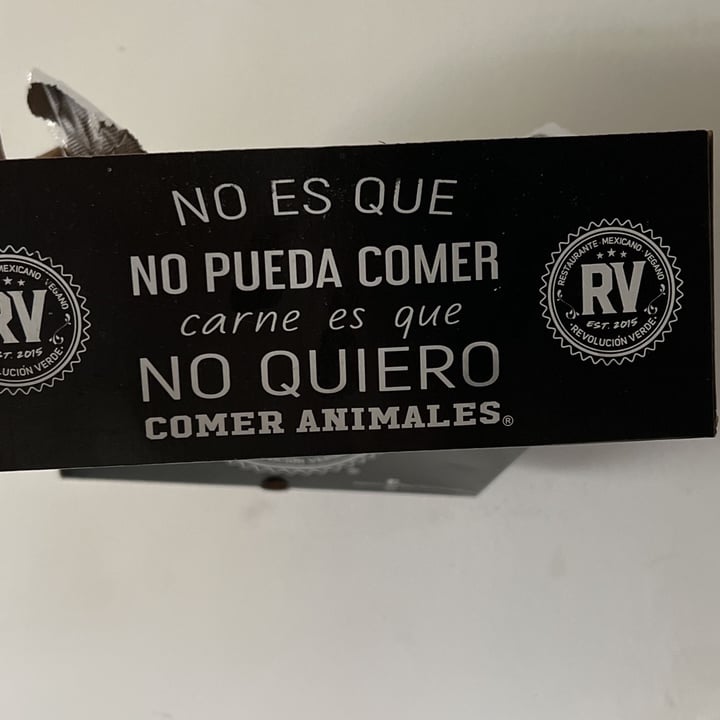 NO ES QUE
NO PUEDA COMER
carne es que
NO QUIERO
COMER ANIMALES®
RESTAURANTE · MEXICANO · VEGANO
RV
EST. 2015
· REVOLUCIÓN VERDE ·
MEXICANO · VEGANO
RV
EST. 2015
UCIÓN VERDE ·